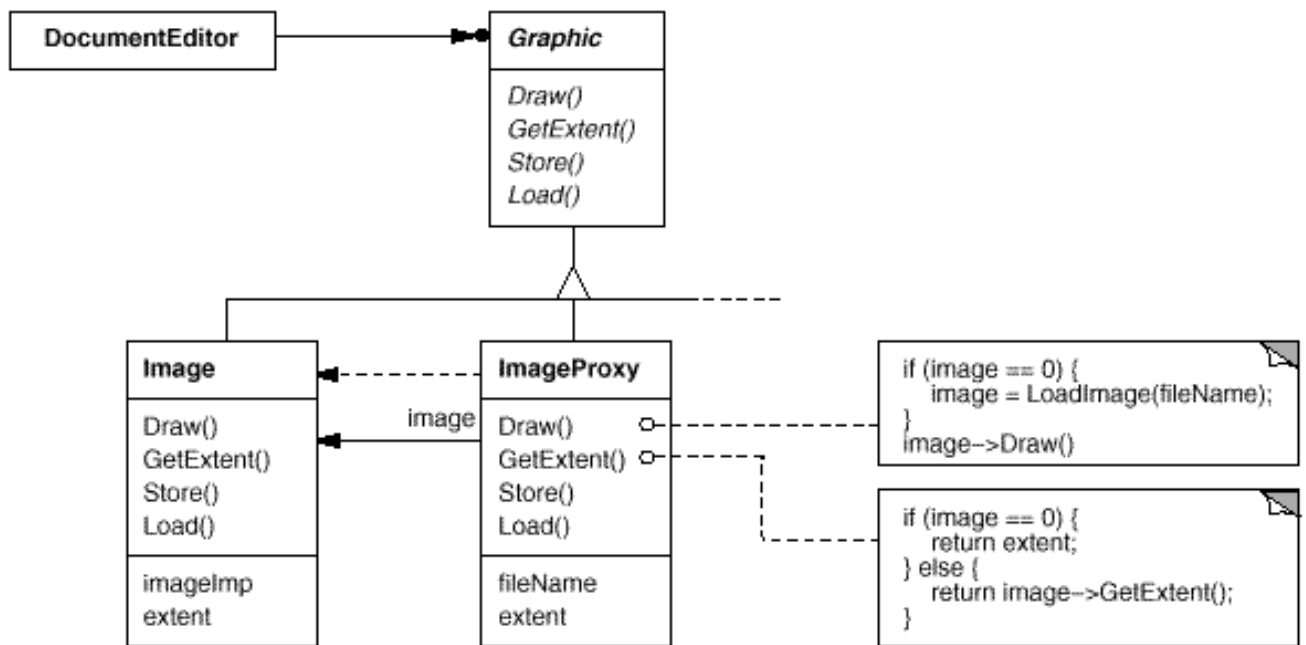 DocumentEditor
Graphic
Draw()
GetExtent()
Store()
Load()
Image
Draw()
GetExtent()
Store()
Load()
imageImp
extent
image
ImageProxy
Draw()
GetExtent()
Store()
Load()
fileName
extent
if (image == 0) {
image = LoadImage(fileName);
}
image->Draw()
if (image == 0) {
return extent;
} else {
return image->GetExtent();
}